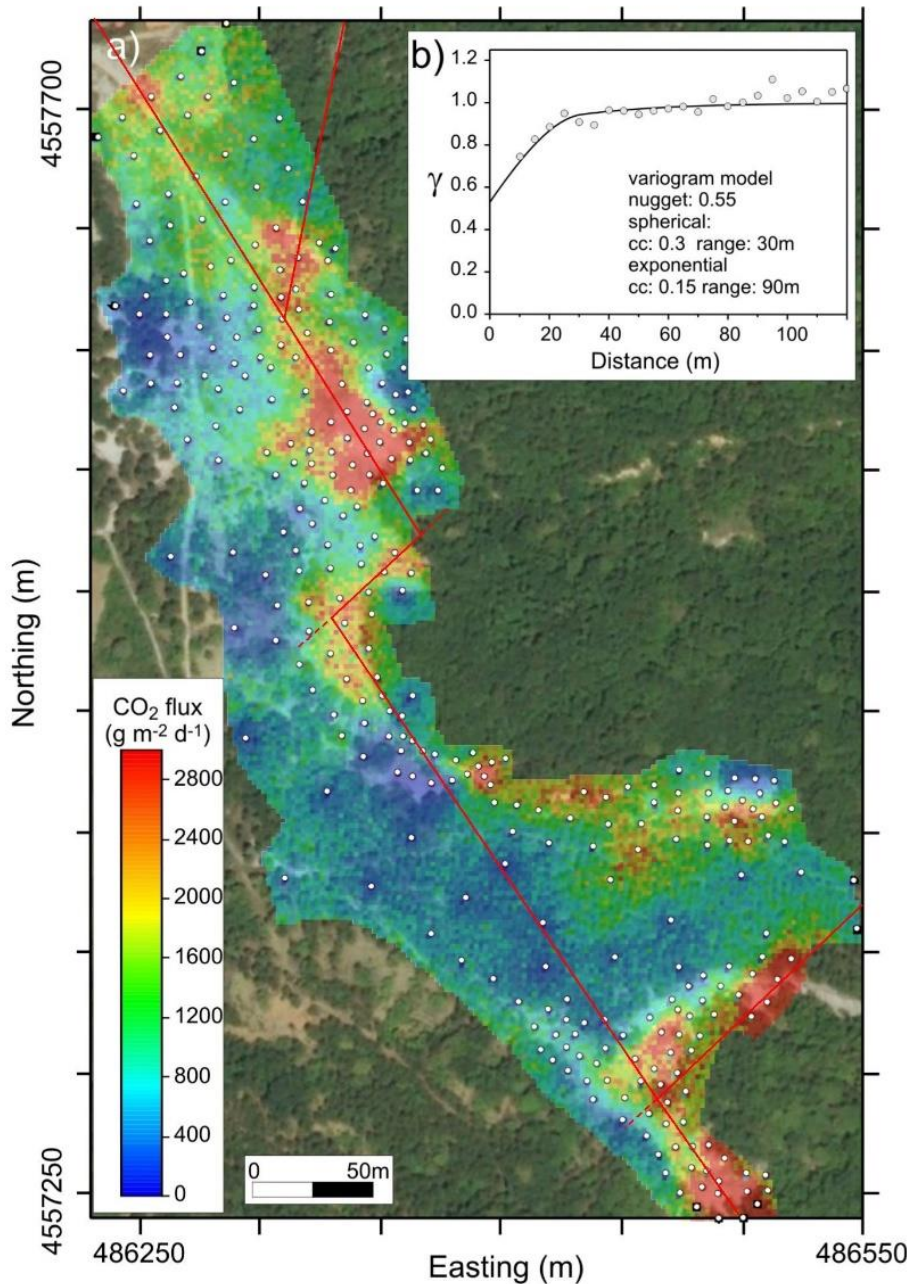 a)
b)
1.2
1.0
0.8
0.6
0.4
0.2
0.0
γ
variogram model
nugget: 0.55
spherical:
cc: 0.3 range: 30m
exponential
cc: 0.15 range: 90m
0 20 40 60 80 100
Distance (m)
4557700
Northing (m)
4557250
CO₂ flux
(g m⁻² d⁻¹)
2800
2400
2000
1600
1200
800
400
0
0 50m
486250 486550
Easting (m)